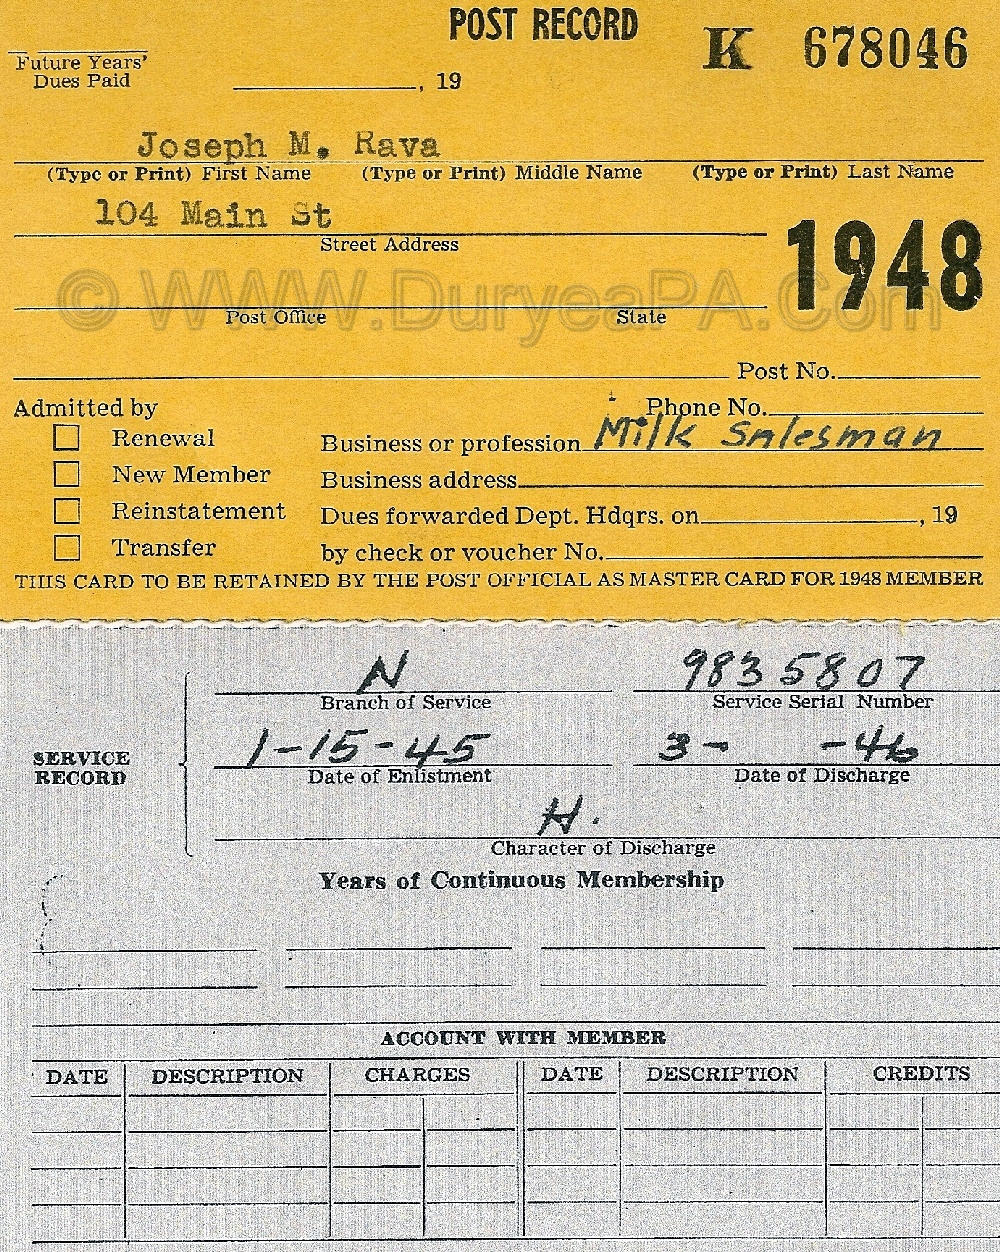 POST RECORD
K 678046
Future Years'
Dues Paid
, 19
Joseph M. Rava
(Type or Print) First Name (Type or Print) Middle Name (Type or Print) Last Name
104 Main St
Street Address
1948
© WWW.DuryeaPA.Com
Post Office State
Post No.
Admitted by
Phone No.
Renewal
Business or profession Milk Salesman
New Member
Business address
Reinstatement
Dues forwarded Dept. Hdqrs. on , 19
Transfer
by check or voucher No.
THIS CARD TO BE RETAINED BY THE POST OFFICIAL AS MASTER CARD FOR 1948 MEMBER
N 983 58 07
Branch of Service Service Serial Number
SERVICE
RECORD
1-15-45 3- -46
Date of Enlistment Date of Discharge
H.
Character of Discharge
Years of Continuous Membership
ACCOUNT WITH MEMBER
DATE DESCRIPTION CHARGES DATE DESCRIPTION CREDITS